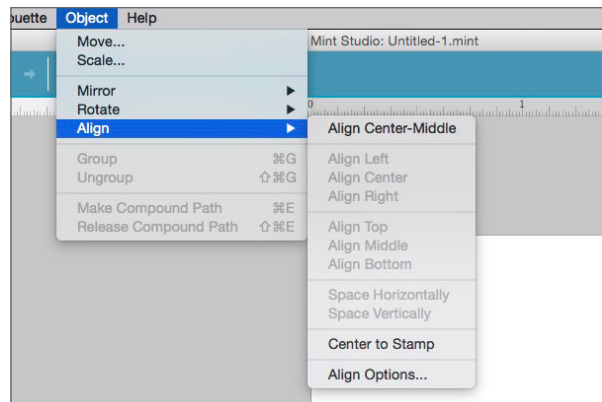 ouette Object Help
Mint Studio: Untitled-1.mint
Move...
Scale...
Mirror
Rotate
Align
Group ⌘G
Ungroup ⇧⌘G
Make Compound Path ⌘E
Release Compound Path ⇧⌘E
0 1
Align Center-Middle
Align Left
Align Center
Align Right
Align Top
Align Middle
Align Bottom
Space Horizontally
Space Vertically
Center to Stamp
Align Options...